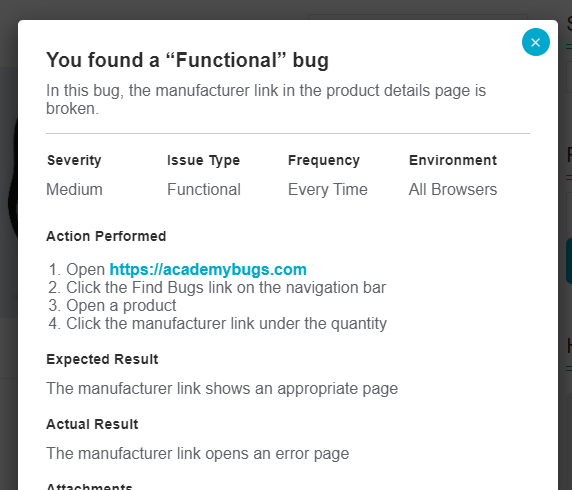 You found a “Functional” bug
In this bug, the manufacturer link in the product details page is
broken.
Severity Issue Type Frequency Environment
Medium Functional Every Time All Browsers
Action Performed
1. Open https://academybugs.com
2. Click the Find Bugs link on the navigation bar
3. Open a product
4. Click the manufacturer link under the quantity
Expected Result
The manufacturer link shows an appropriate page
Actual Result
The manufacturer link opens an error page
Attachments